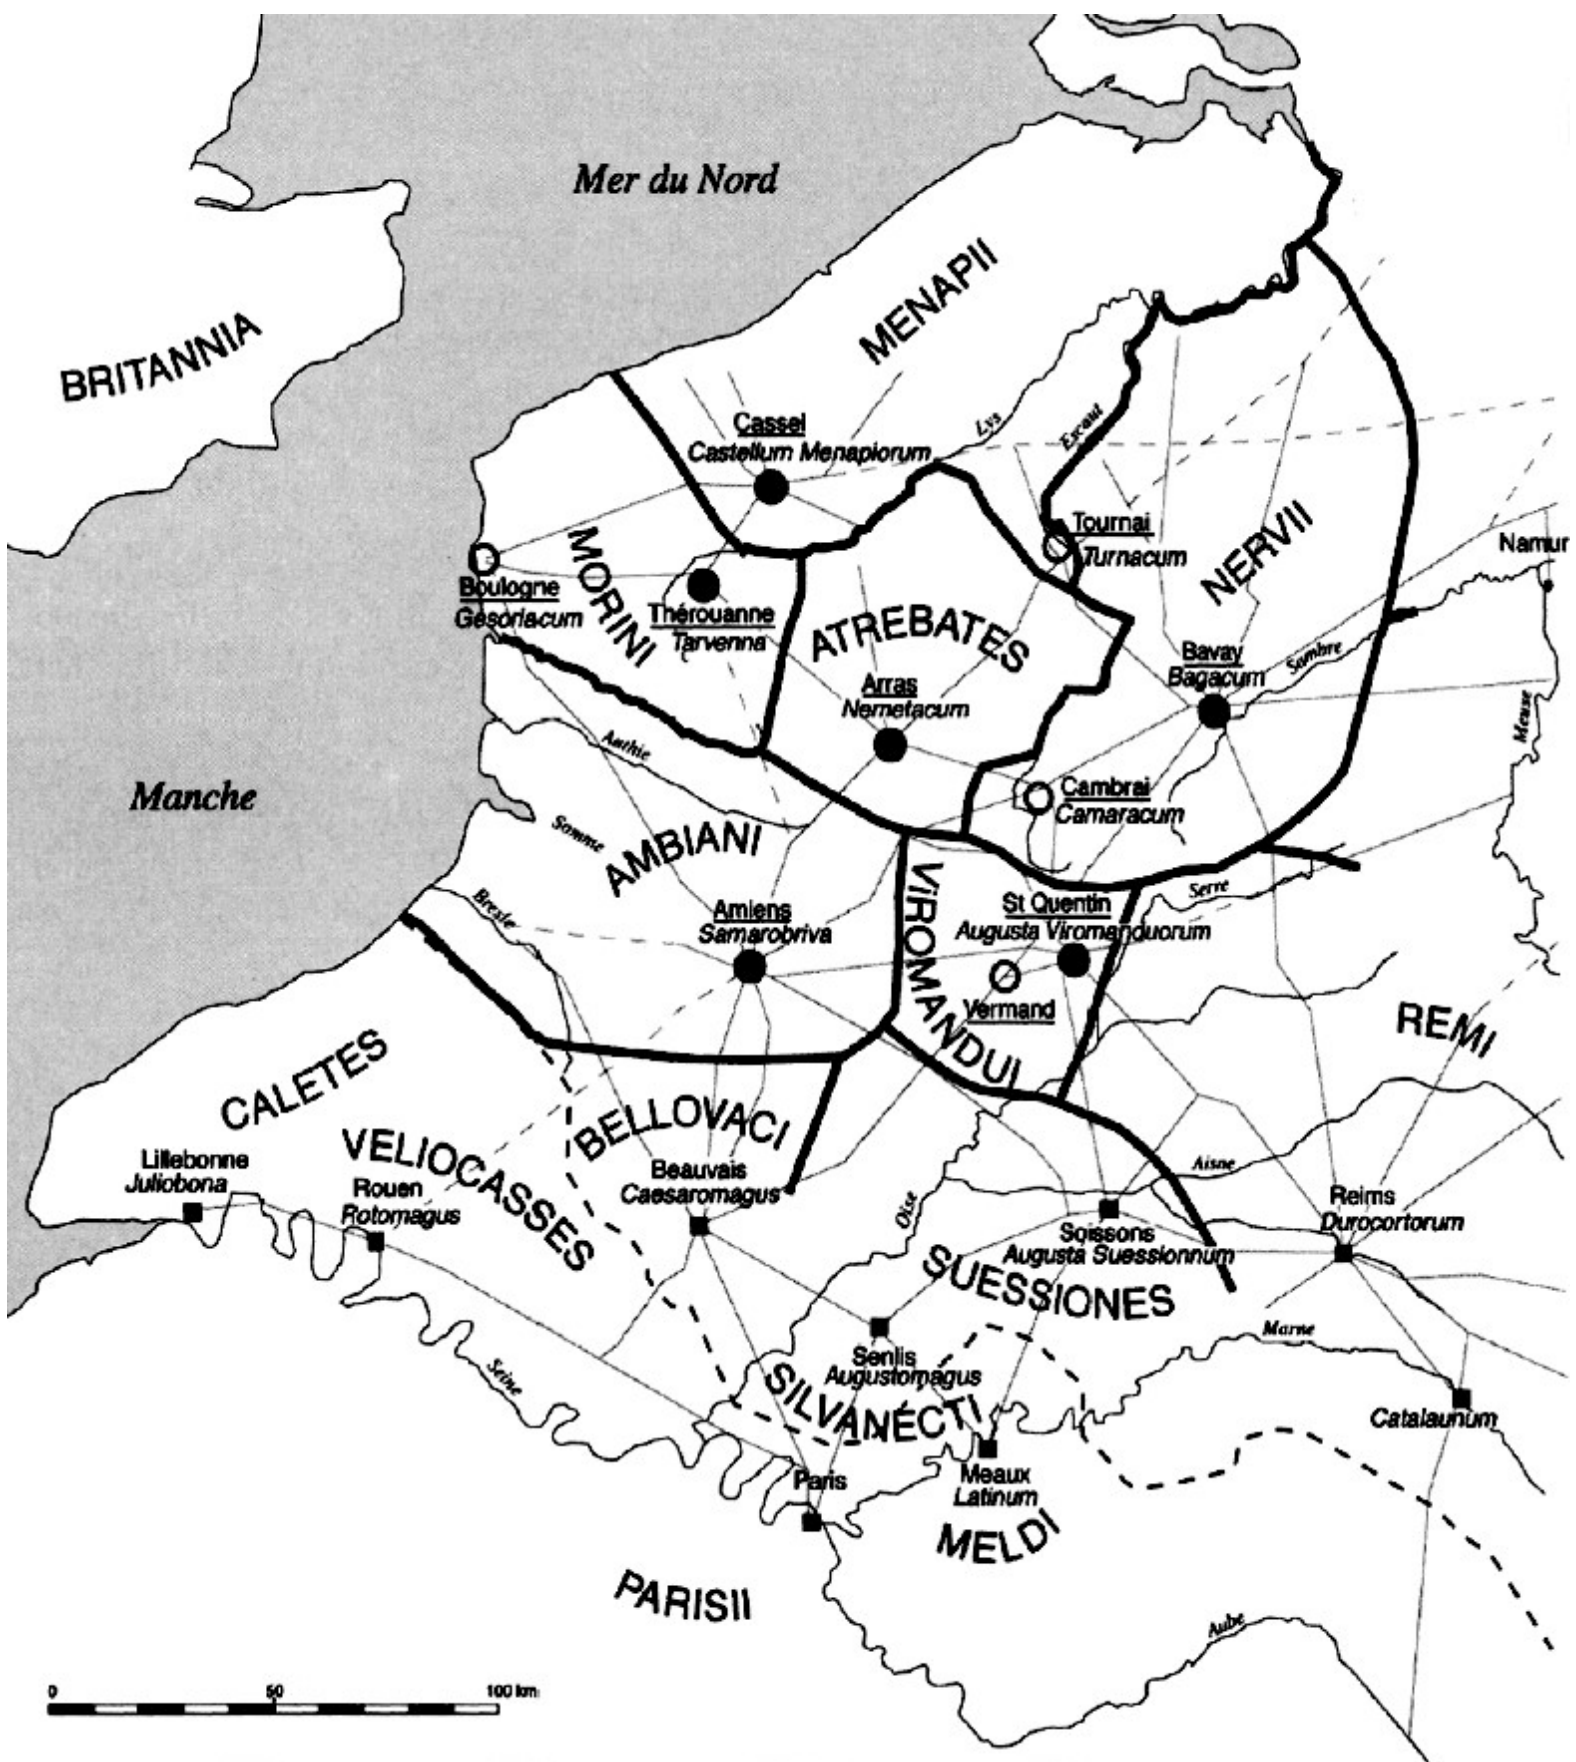 Mer du Nord
BRITANNIA
MENAPII
Cassel
Castellum Menapiorum
Lys
Escaut
Tournai
Turnacum
NERVII
Namur
MORINI
Boulogne
Gesoriacum
Thérouanne
Tarvenna
ATREBATES
Arras
Nemetacum
Bavay
Bagacum
Sambre
Meuse
Manche
Authie
Cambrai
Camaracum
Somme
AMBIANI
VIROMANDUI
Bresle
Amiens
Samarobriva
St Quentin
Augusta Viromanduorum
Serre
Vermand
REMI
CALETES
VELIOCASSES
BELLOVACI
Lillebonne
Juliobona
Rouen
Rotomagus
Beauvais
Caesaromagus
Oise
Aisne
Soissons
Augusta Suessionnum
Reims
Durocortorum
SUESSIONES
Seine
Senlis
Augustomagus
SILVANÉCTI
Marne
Catalaunum
Paris
Meaux
Latinum
MELDI
PARISII
Aube
0 50 100 km